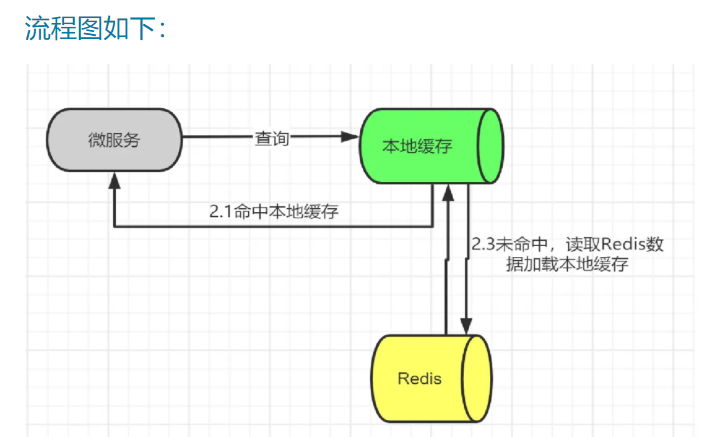 流程图如下：
微服务
查询
本地缓存
2.1命中本地缓存
2.3未命中，读取Redis数
据加载本地缓存
Redis